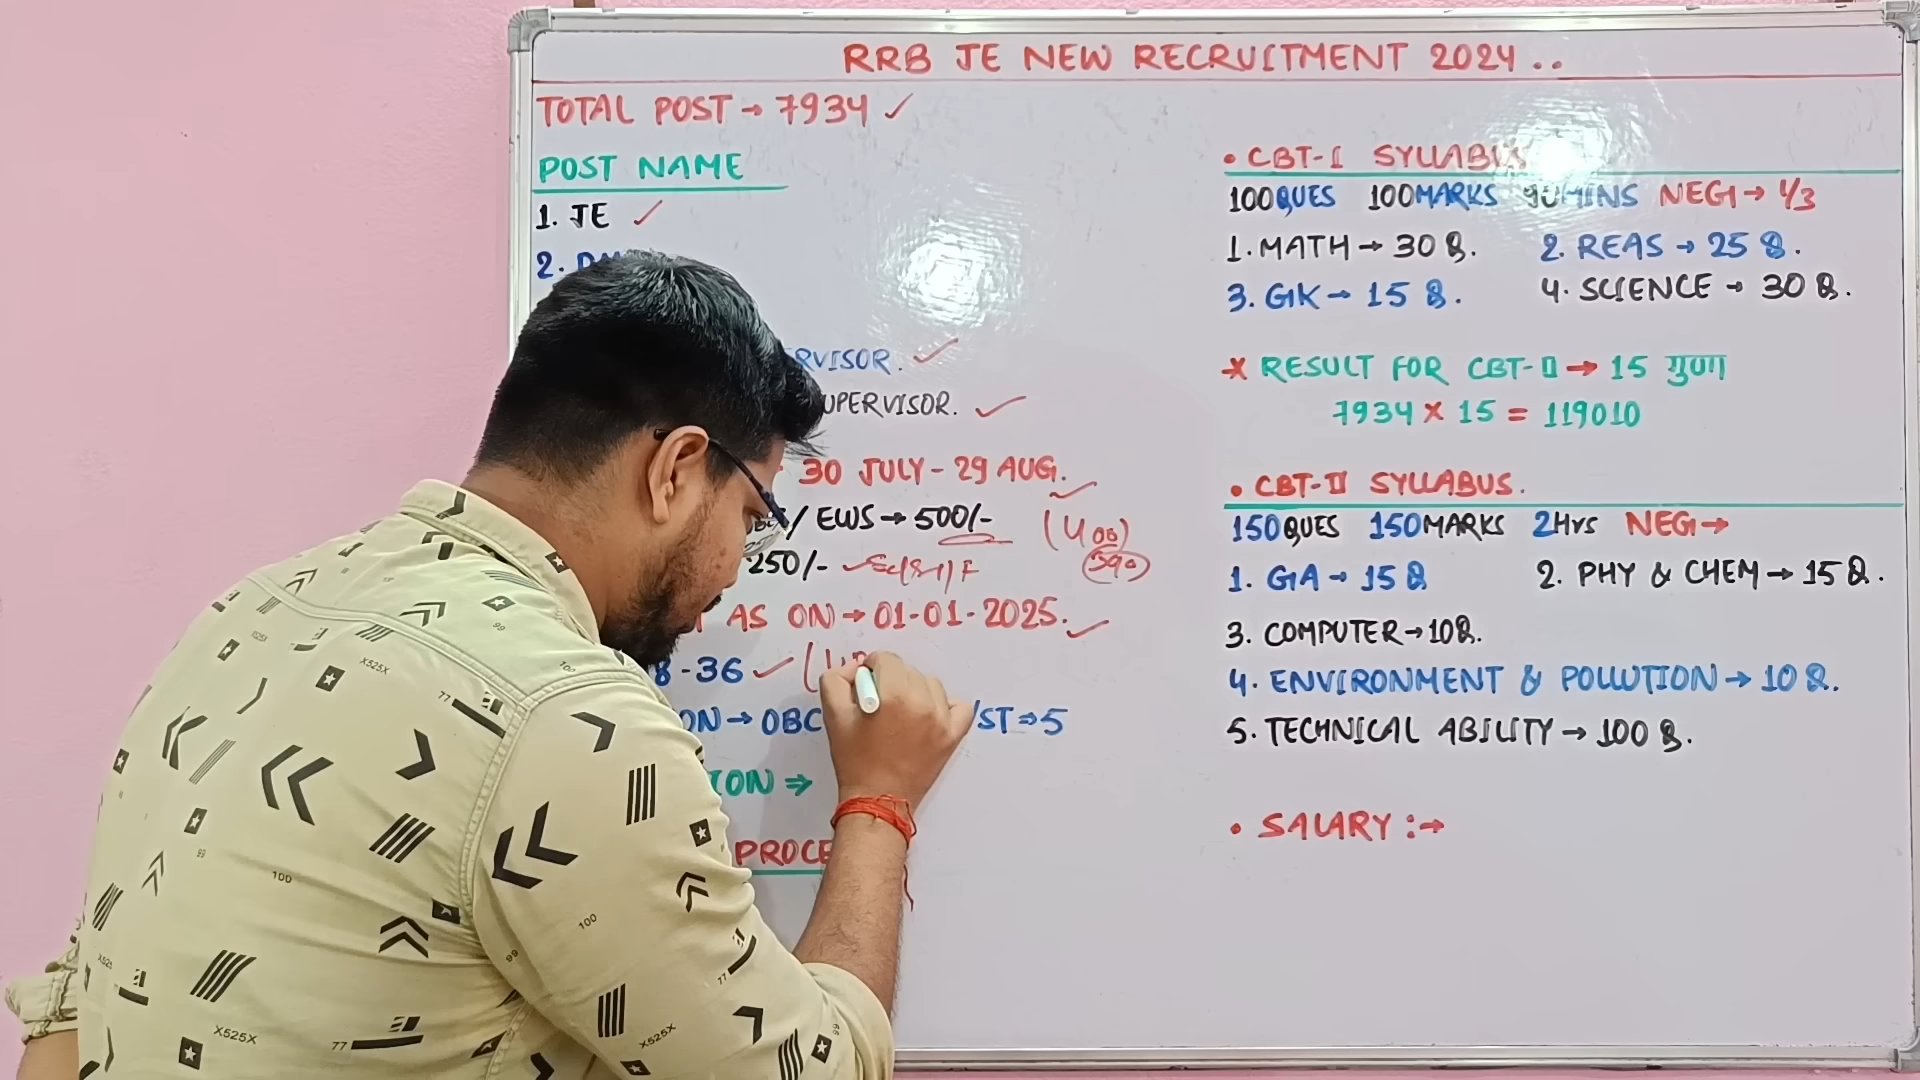 RRB JE NEW RECRUITMENT 2024..
TOTAL POST → 7934 ✓
POST NAME
1. JE ✓
2.
RVISOR. ✓
UPERVISOR. ✓
30 JULY - 29 AUG.
/ EWS → 500/- (400)
250/-
AS ON → 01-01-2025.
8-36 ✓
ON → OBC /ST ⇒ 5
ION ⇒
PROCE
• CBT-I SYLLABUS
100QUES 100MARKS 90MINS NEG → 1/3
1. MATH → 30 Q. 2. REAS → 25 Q.
3. GK → 15 Q. 4. SCIENCE → 30 Q.
* RESULT FOR CBT-II → 15 गुणा
7934 × 15 = 119010
• CBT-II SYLLABUS.
150QUES 150MARKS 2Hrs NEG →
1. GA → 15 Q 2. PHY & CHEM → 15 Q.
3. COMPUTER → 10Q.
4. ENVIRONMENT & POLLUTION → 10 Q.
5. TECHNICAL ABILITY → 100 Q.
• SALARY :→